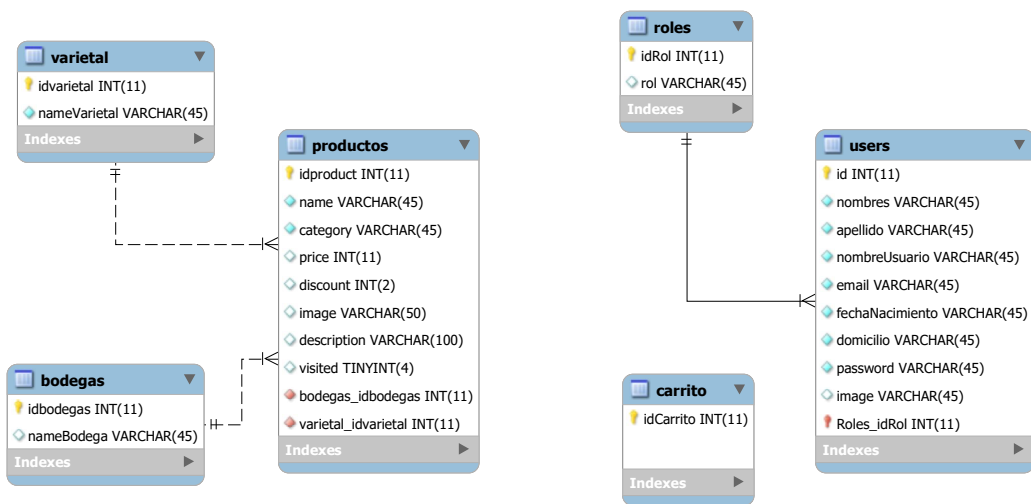 varietal
idvarietal INT(11)
nameVarietal VARCHAR(45)
Indexes
productos
idproduct INT(11)
name VARCHAR(45)
category VARCHAR(45)
price INT(11)
discount INT(2)
image VARCHAR(50)
description VARCHAR(100)
visited TINYINT(4)
bodegas_idbodegas INT(11)
varietal_idvarietal INT(11)
Indexes
bodegas
idbodegas INT(11)
nameBodega VARCHAR(45)
Indexes
roles
idRol INT(11)
rol VARCHAR(45)
Indexes
users
id INT(11)
nombres VARCHAR(45)
apellido VARCHAR(45)
nombreUsuario VARCHAR(45)
email VARCHAR(45)
fechaNacimiento VARCHAR(45)
domicilio VARCHAR(45)
password VARCHAR(45)
image VARCHAR(45)
Roles_idRol INT(11)
Indexes
carrito
idCarrito INT(11)
Indexes